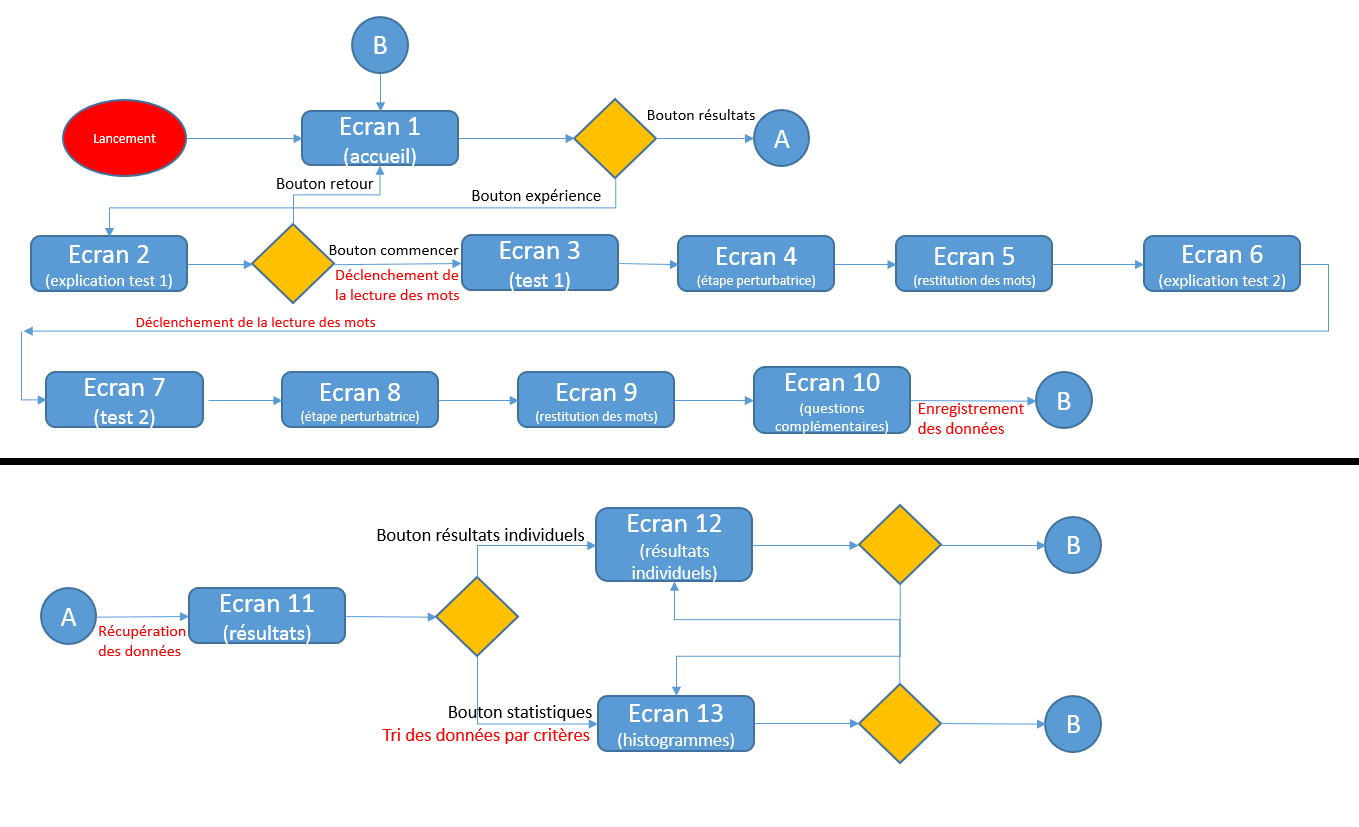 B
Lancement
Ecran 1
(accueil)
Bouton résultats
A
Bouton retour
Bouton expérience
Ecran 2
(explication test 1)
Bouton commencer
Déclenchement de
la lecture des mots
Ecran 3
(test 1)
Ecran 4
(étape perturbatrice)
Ecran 5
(restitution des mots)
Ecran 6
(explication test 2)
Déclenchement de la lecture des mots
Ecran 7
(test 2)
Ecran 8
(étape perturbatrice)
Ecran 9
(restitution des mots)
Ecran 10
(questions
complémentaires)
Enregistrement
des données
B
Bouton résultats individuels
Ecran 12
(résultats
individuels)
B
A
Récupération
des données
Ecran 11
(résultats)
Bouton statistiques
Tri des données par critères
Ecran 13
(histogrammes)
B